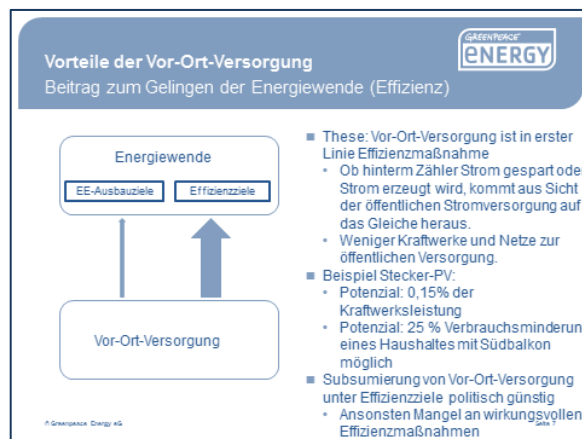 Vorteile der Vor-Ort-Versorgung
Beitrag zum Gelingen der Energiewende (Effizienz)
GREENPEACE
ENERGY
Energiewende
EE-Ausbauziele
Effizienzziele
Vor-Ort-Versorgung
These: Vor-Ort-Versorgung ist in erster
Linie Effizienzmaßnahme
Ob hinterm Zähler Strom gespart ode
Strom erzeugt wird, kommt aus Sicht
der öffentlichen Stromversorgung auf
das Gleiche heraus.
Weniger Kraftwerke und Netze zur
öffentlichen Versorgung.
Beispiel Stecker-PV:
Potenzial: 0,15% der
Kraftwerksleistung
Potenzial: 25 % Verbrauchsminderun
eines Haushaltes mit Südbalkon
möglich
Subsumierung von Vor-Ort-Versorgung
unter Effizienzziele politisch günstig
Ansonsten Mangel an wirkungsvollen
Effizienzmaßnahmen
© Greenpeace Energy eG
Seite 7